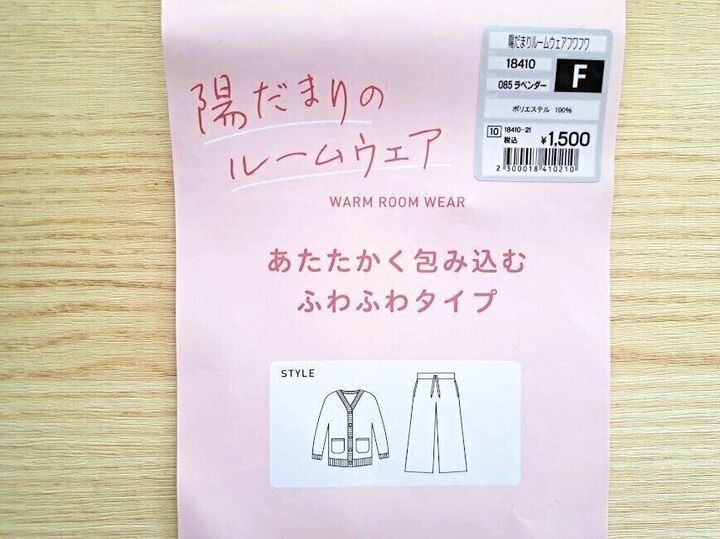 陽だまりの
ルームウェア
WARM ROOM WEAR
あたたかく包み込む
ふわふわタイプ
STYLE
陽だまりルームウェアフワフワ
18410
F
085 ラベンダー
ポリエステル 100%
10 18410-21
税込 ¥1,500
2 300018 410210